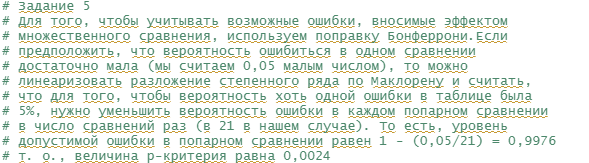 # Задание 5
# Для того, чтобы учитывать возможные ошибки, вносимые эффектом
# множественного сравнения, используем поправку Бонферрони.Если
# предположить, что вероятность ошибиться в одном сравнении
# достаточно мала (мы считаем 0,05 малым числом), то можно
# линеаризовать разложение степенного ряда по Маклорену и считать,
# что для того, чтобы вероятность хоть одной ошибки в таблице была
# 5%, нужно уменьшить вероятность ошибки в каждом попарном сравнении
# в число сравнений раз (в 21 в нашем случае). То есть, уровень
# допустимой ошибки в попарном сравнении равен 1 - (0,05/21) = 0,9976
# т. о., величина p-критерия равна 0,0024